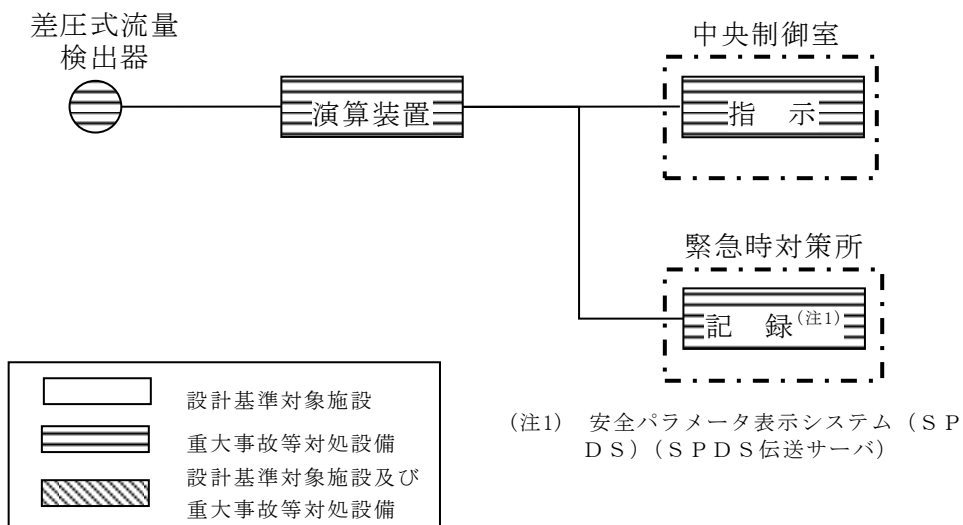 差圧式流量
検出器
演算装置
中央制御室
指 示
緊急時対策所
記 録(注1)
設計基準対象施設
重大事故等対処設備
設計基準対象施設及び
重大事故等対処設備
(注1) 安全パラメータ表示システム(SP
DS)(SPDS伝送サーバ)